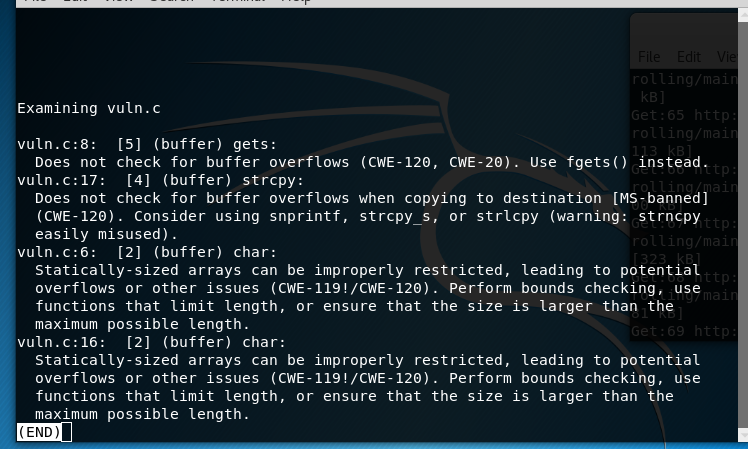 File Edit View Search Terminal Help
Examining vuln.c
vuln.c:8:  [5] (buffer) gets:
  Does not check for buffer overflows (CWE-120, CWE-20). Use fgets() instead.
vuln.c:17:  [4] (buffer) strcpy:
  Does not check for buffer overflows when copying to destination [MS-banned]
  (CWE-120). Consider using snprintf, strcpy_s, or strlcpy (warning: strncpy
  easily misused).
vuln.c:6:  [2] (buffer) char:
  Statically-sized arrays can be improperly restricted, leading to potential
  overflows or other issues (CWE-119!/CWE-120). Perform bounds checking, use
  functions that limit length, or ensure that the size is larger than the
  maximum possible length.
vuln.c:16:  [2] (buffer) char:
  Statically-sized arrays can be improperly restricted, leading to potential
  overflows or other issues (CWE-119!/CWE-120). Perform bounds checking, use
  functions that limit length, or ensure that the size is larger than the
  maximum possible length.
(END)
File Edit Vie
rolling/main
kB]
Get:65 http:
rolling/main
113 kB]
Get:66 http:
rolling/main
kB]
Get:67 http:
rolling/main
[323 kB]
Get:68 http:
rolling/main
kB]
Get:69 http: